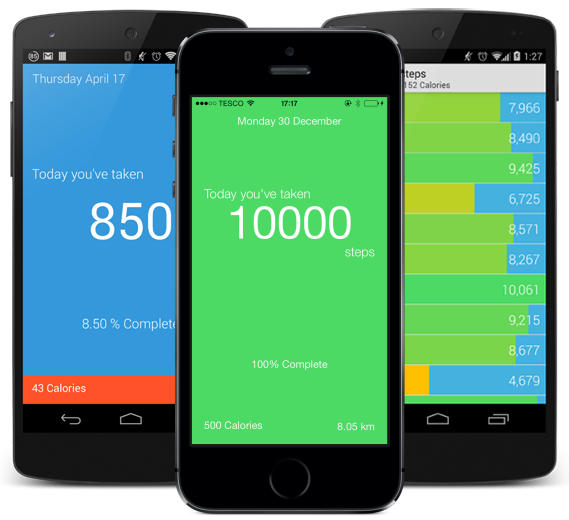 85
Thursday April 17
Today you've taken
850
8.50 % Complete
43 Calories
TESCO
17:17
Monday 30 December
Today you've taken
10000
steps
100% Complete
500 Calories
8.05 km
1:27
teps
152 Calories
7,966
8,490
9,425
6,725
8,571
8,267
10,061
9,215
8,677
4,679